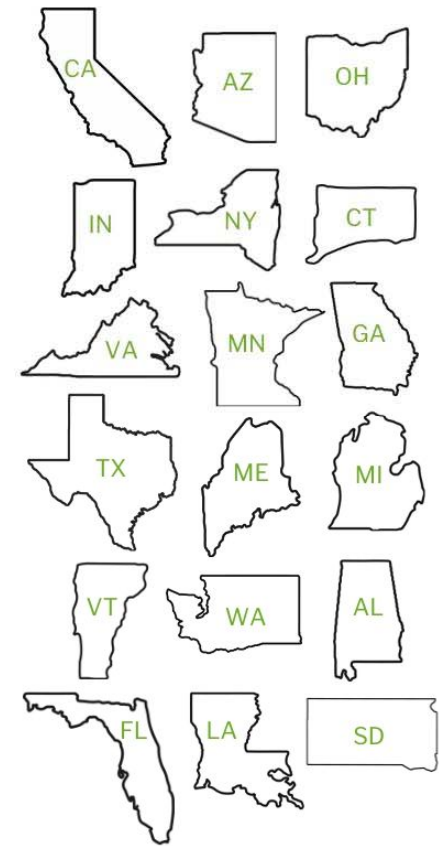 CA AZ OH
IN NY CT
VA MN GA
TX ME MI
VT WA AL
FL LA SD